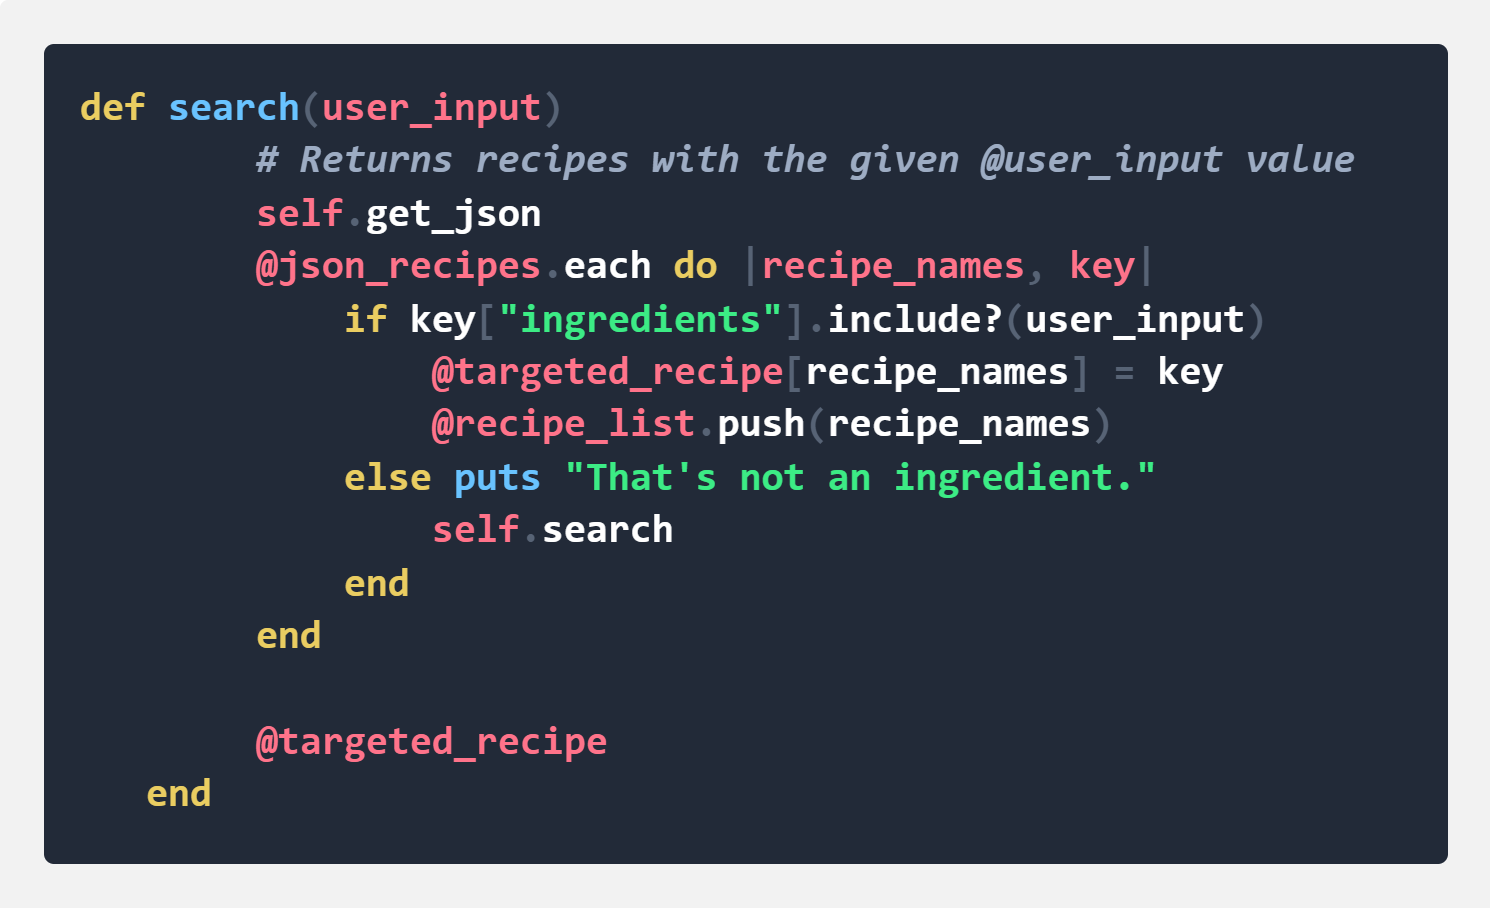 def search(user_input)
        # Returns recipes with the given @user_input value
        self.get_json
        @json_recipes.each do |recipe_names, key|
            if key["ingredients"].include?(user_input)
                @targeted_recipe[recipe_names] = key
                @recipe_list.push(recipe_names)
            else puts "That's not an ingredient."
                self.search
            end
        end

        @targeted_recipe
   end